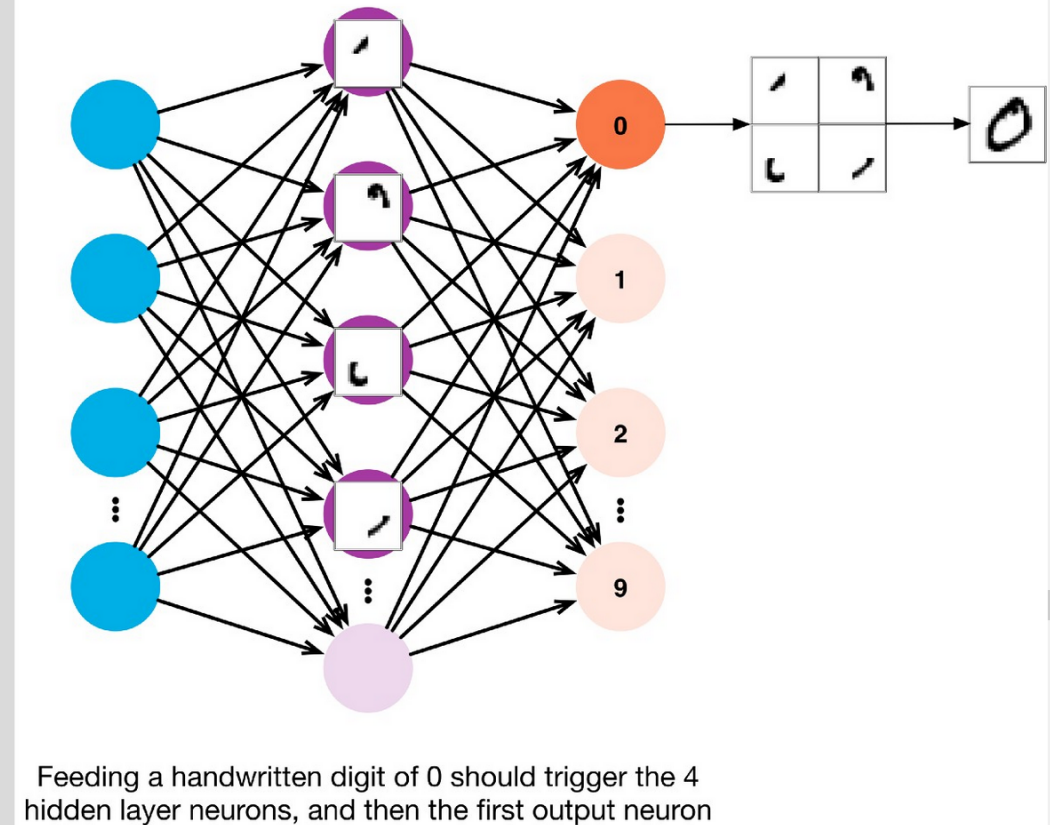 0
1
2
9
Feeding a handwritten digit of 0 should trigger the 4
hidden layer neurons, and then the first output neuron